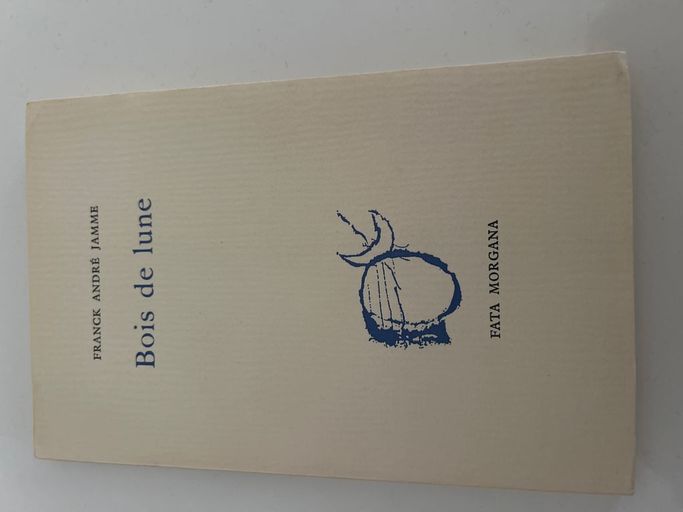 FRANCK ANDRÉ JAMME
Bois de lune
FATA MORGANA